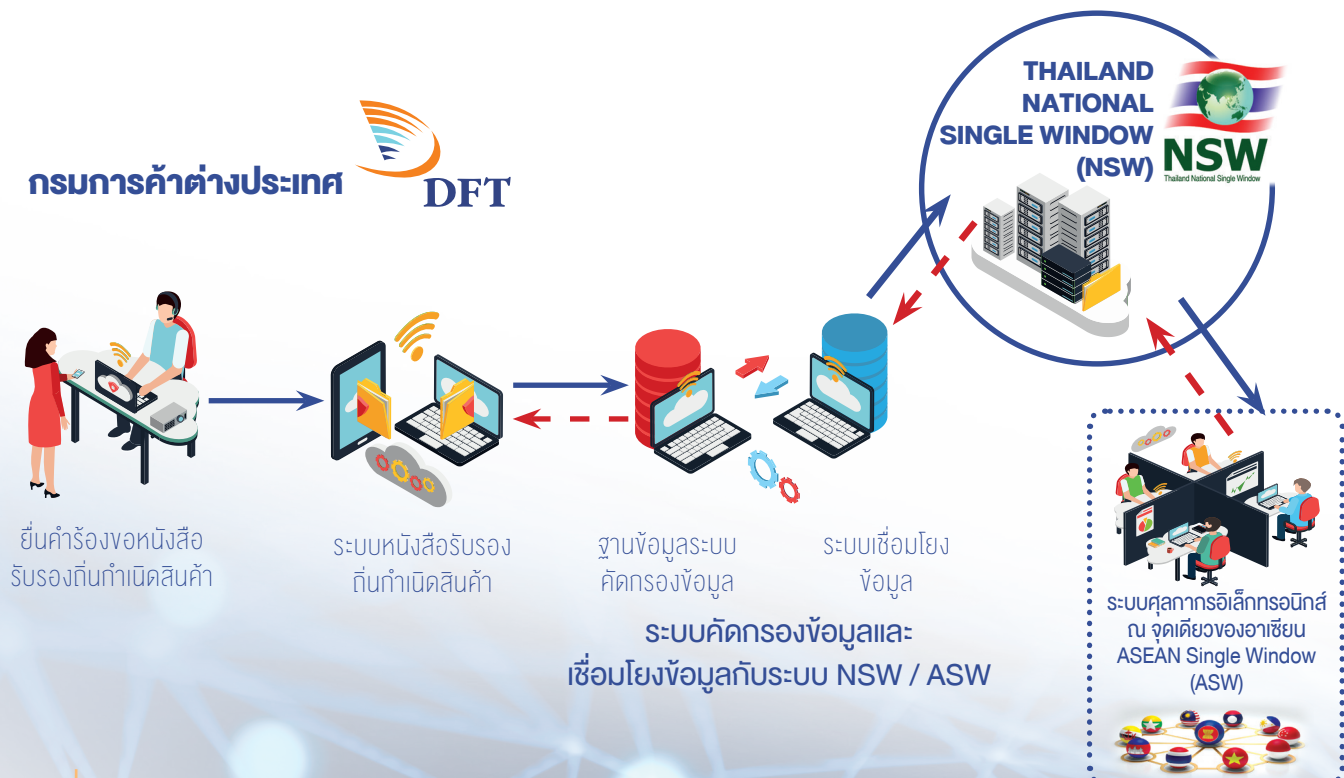 กรมการค้าต่างประเทศ
DFT
THAILAND
NATIONAL
SINGLE WINDOW
(NSW)
NSW
Thailand National Single Window
ยื่นคำร้องขอหนังสือ
รับรองถิ่นกำเนิดสินค้า
ระบบหนังสือรับรอง
ถิ่นกำเนิดสินค้า
ฐานข้อมูลระบบ
คัดกรองข้อมูล
ระบบเชื่อมโยง
ข้อมูล
ระบบคัดกรองข้อมูลและ
เชื่อมโยงข้อมูลกับระบบ NSW / ASW
ระบบศุลกากรอิเล็กทรอนิกส์
ณ จุดเดียวของอาเซียน
ASEAN Single Window
(ASW)